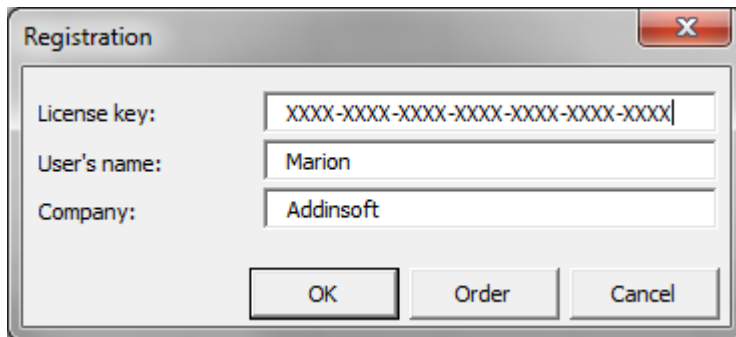 Registration
License key: XXXX-XXXX-XXXX-XXXX-XXXX-XXXX-XXXX
User's name: Marion
Company: Addinsoft
OK Order Cancel